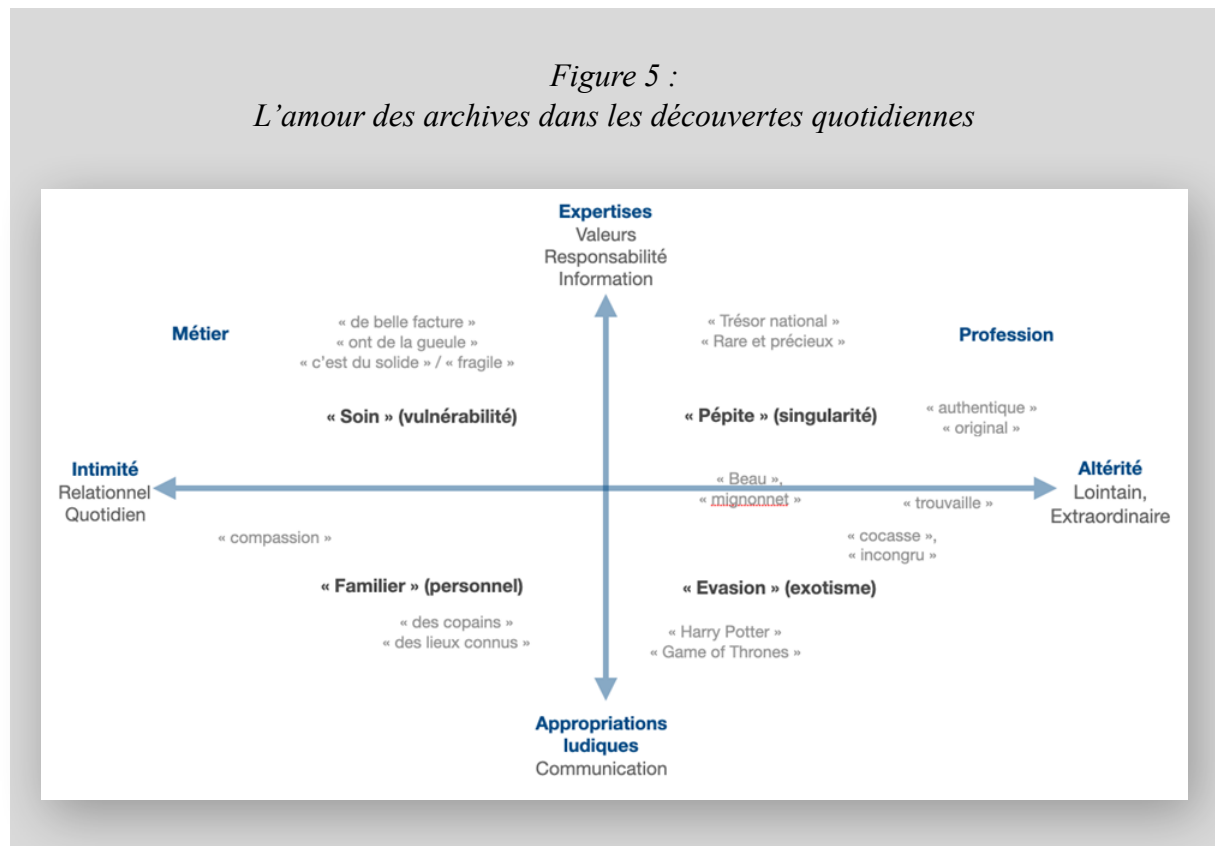 Figure 5 :
L’amour des archives dans les découvertes quotidiennes
Expertises
Valeurs
Responsabilité
Information
Métier
« de belle facture »
« ont de la gueule »
« c’est du solide » / « fragile »
« Trésor national »
« Rare et précieux »
Profession
« Soin » (vulnérabilité)
« Pépite » (singularité)
« authentique »
« original »
Intimité
Relationnel
Quotidien
« Beau »,
« mignonnet »
« trouvaille »
Altérité
Lointain,
Extraordinaire
« compassion »
« cocasse »,
« incongru »
« Familier » (personnel)
« Evasion » (exotisme)
« des copains »
« des lieux connus »
« Harry Potter »
« Game of Thrones »
Appropriations
ludiques
Communication